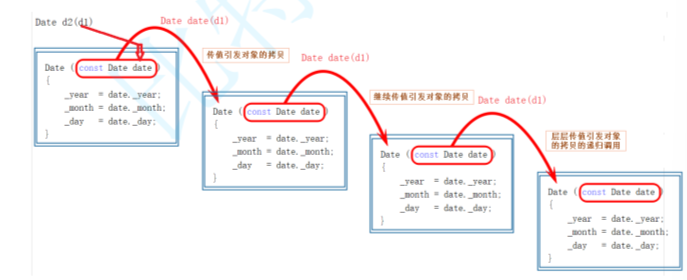 Date d2(d1)
Date date(d1)
Date ( const Date date )
{
_year = date._year;
_month = date._month;
_day = date._day;
}
传值引发对象的拷贝
Date date(d1)
Date ( const Date date )
{
_year = date._year;
_month = date._month;
_day = date._day;
}
继续传值引发对象的拷贝
Date date(d1)
Date ( const Date date )
{
_year = date._year;
_month = date._month;
_day = date._day;
}
层层传值引发对象
的拷贝的递归调用
Date ( const Date date )
{
_year = date._year;
_month = date._month;
_day = date._day;
}
比特